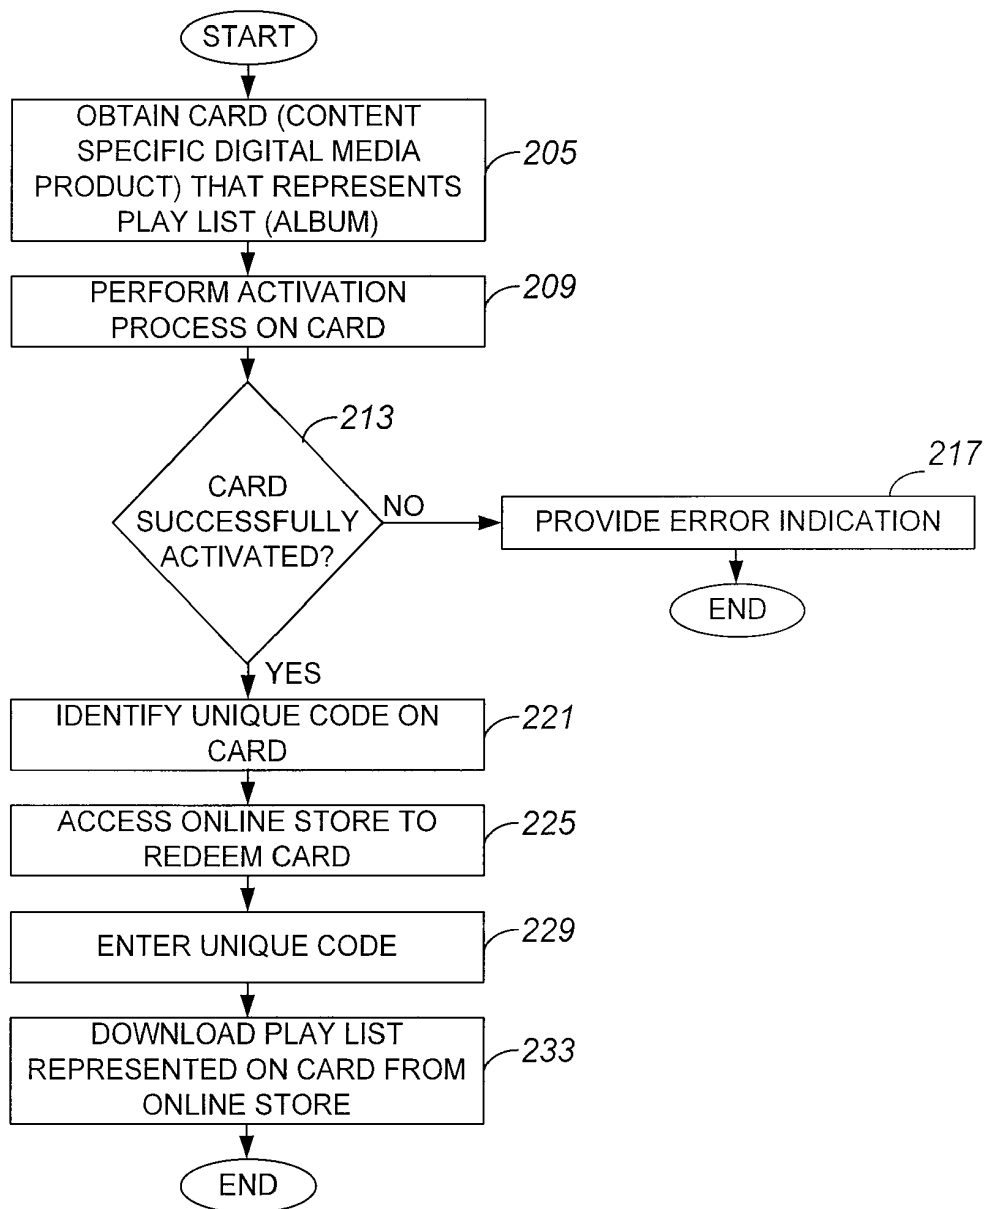 START
OBTAIN CARD (CONTENT
SPECIFIC DIGITAL MEDIA
PRODUCT) THAT REPRESENTS
PLAY LIST (ALBUM)
205
PERFORM ACTIVATION
PROCESS ON CARD
209
213
CARD
SUCCESSFULLY
ACTIVATED?
NO
217
PROVIDE ERROR INDICATION
END
YES
IDENTIFY UNIQUE CODE ON
CARD
221
ACCESS ONLINE STORE TO
REDEEM CARD
225
ENTER UNIQUE CODE
229
DOWNLOAD PLAY LIST
REPRESENTED ON CARD FROM
ONLINE STORE
233
END